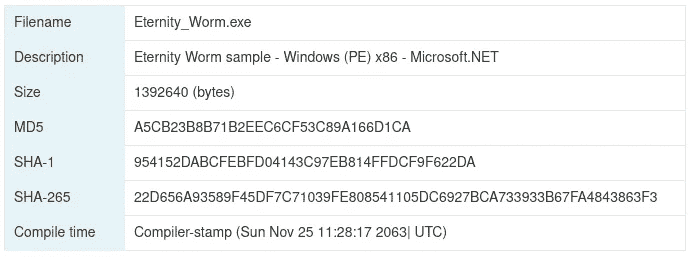 Filename Eternity_Worm.exe
Description Eternity Worm sample - Windows (PE) x86 - Microsoft.NET
Size 1392640 (bytes)
MD5 A5CB23B8B71B2EEC6CF53C89A166D1CA
SHA-1 954152DABCFEBFD04143C97EB814FFDCF9F622DA
SHA-265 22D656A93589F45DF7C71039FE808541105DC6927BCA733933B67FA4843863F3
Compile time Compiler-stamp (Sun Nov 25 11:28:17 2063| UTC)